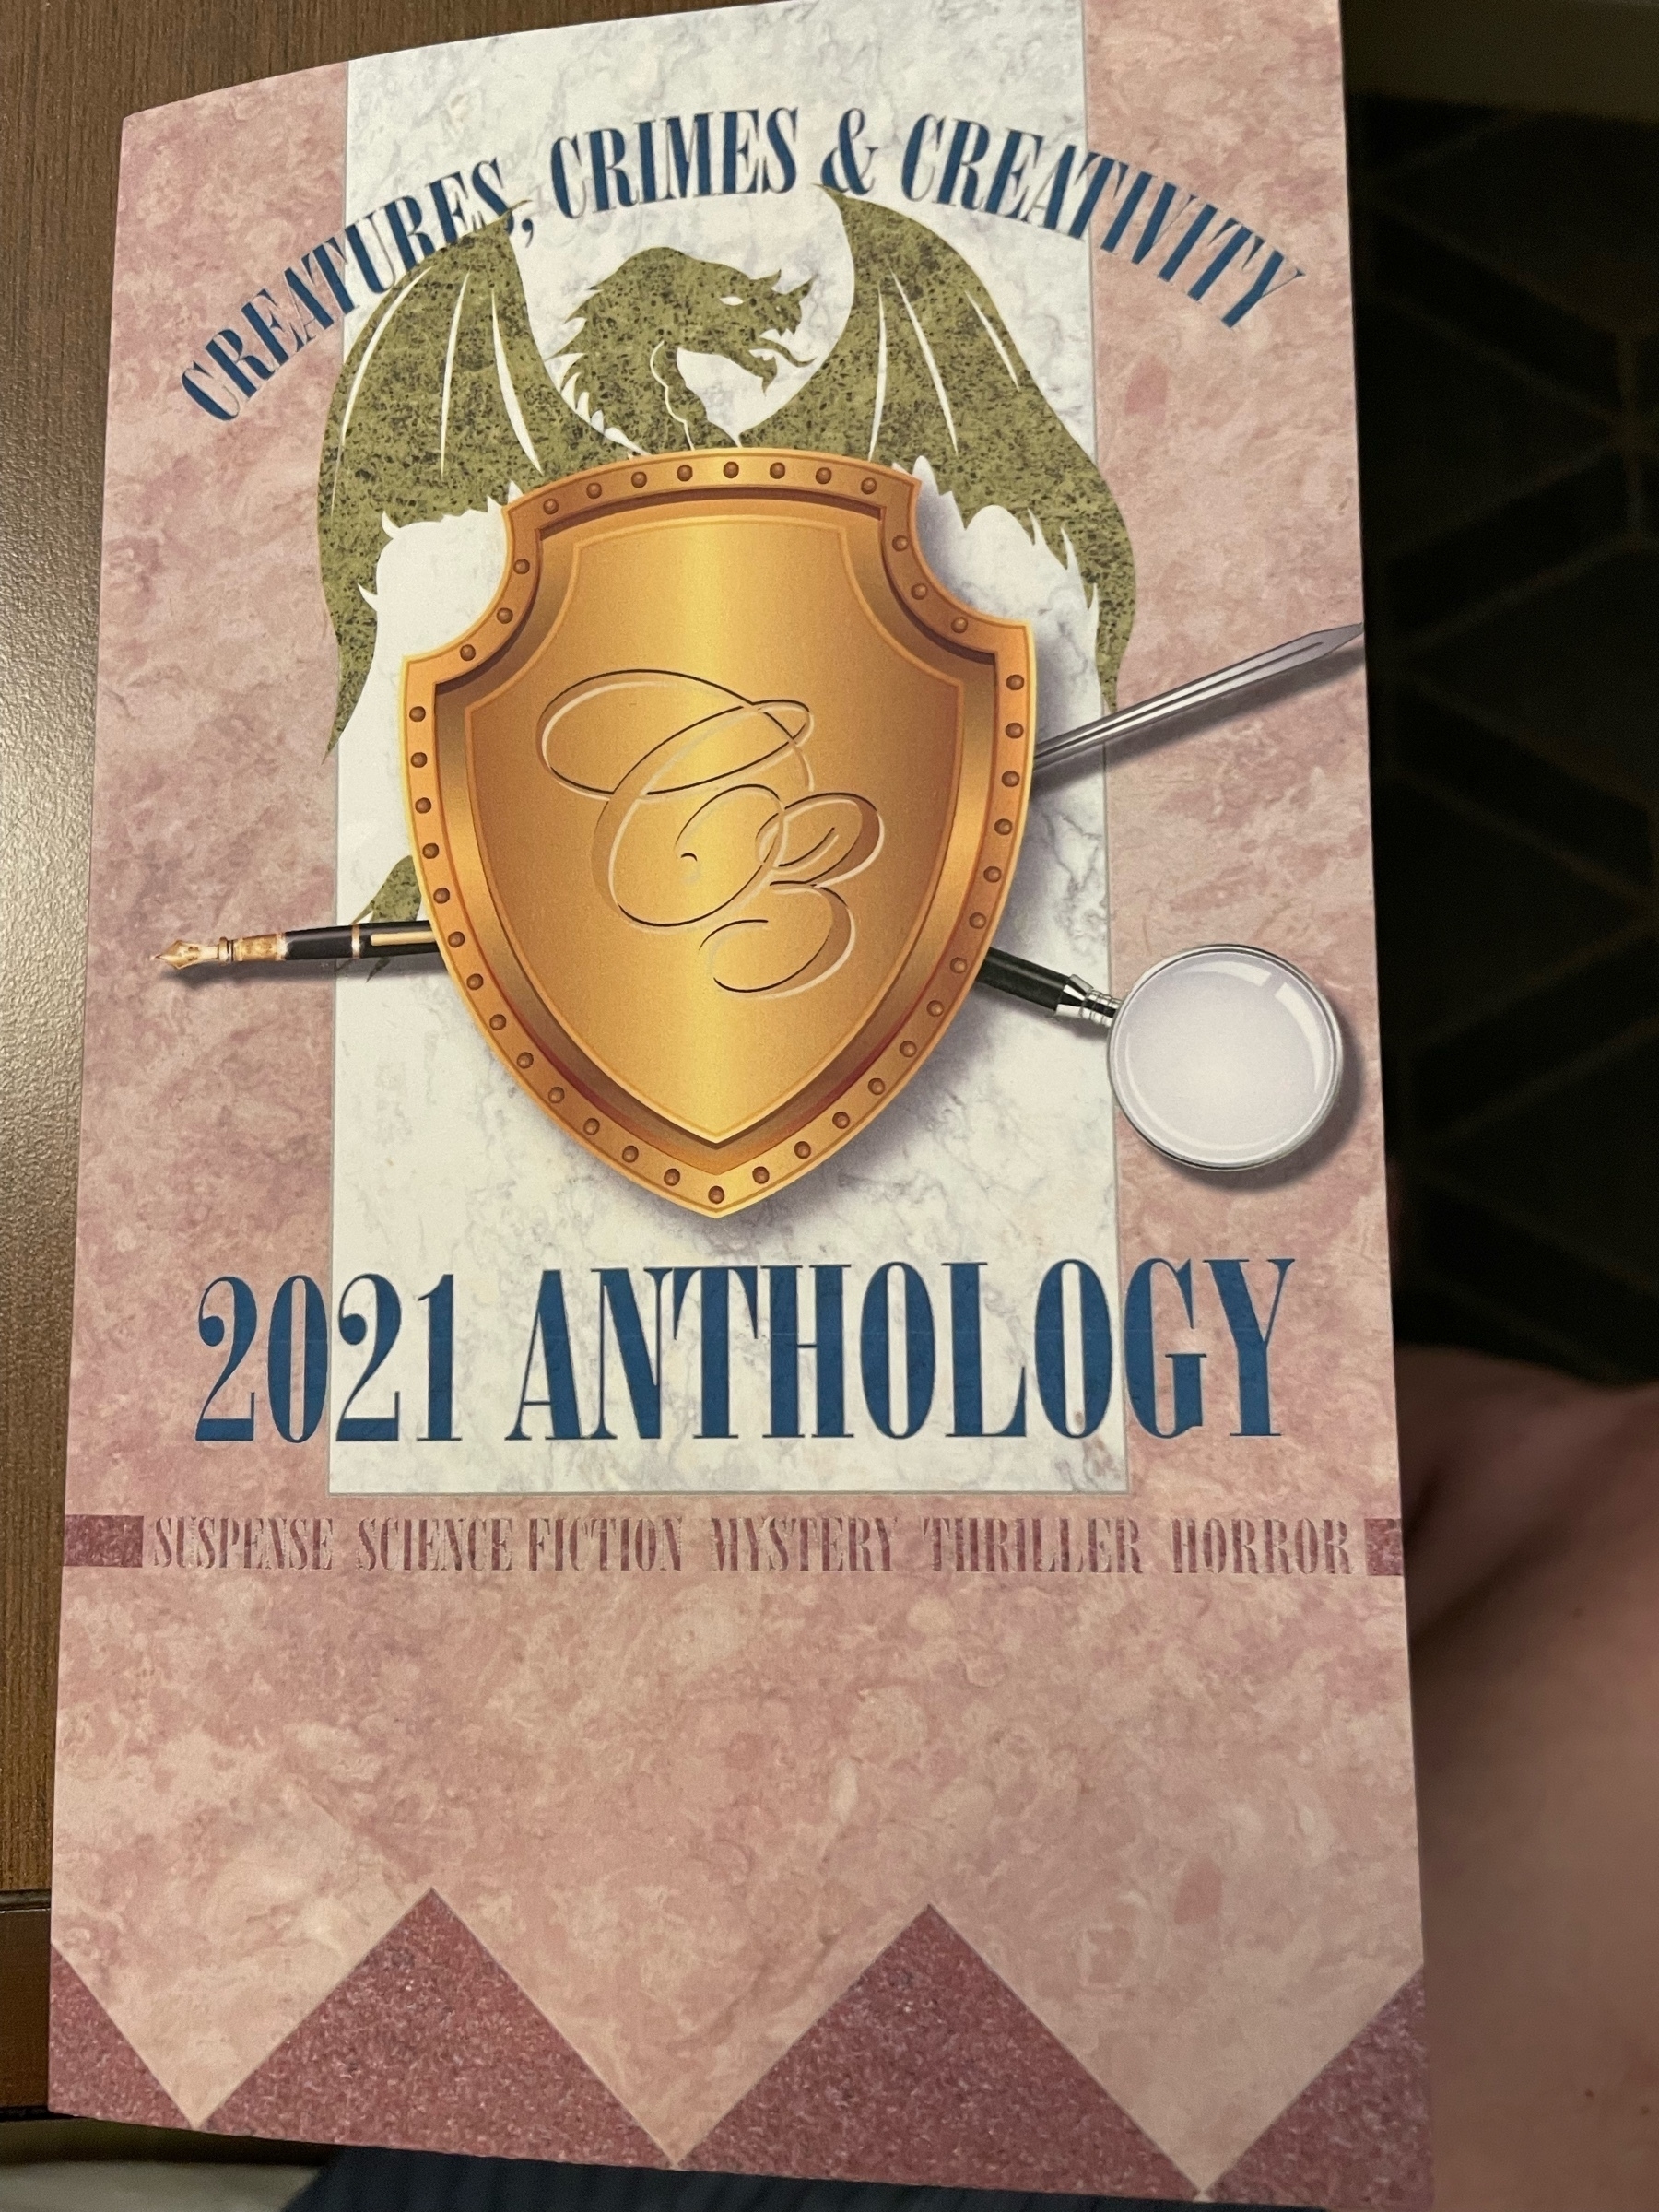 CREATURES, CRIMES & CREATIVITY
C3
2021 ANTHOLOGY
SUSPENSE SCIENCE FICTION MYSTERY THRILLER HORROR